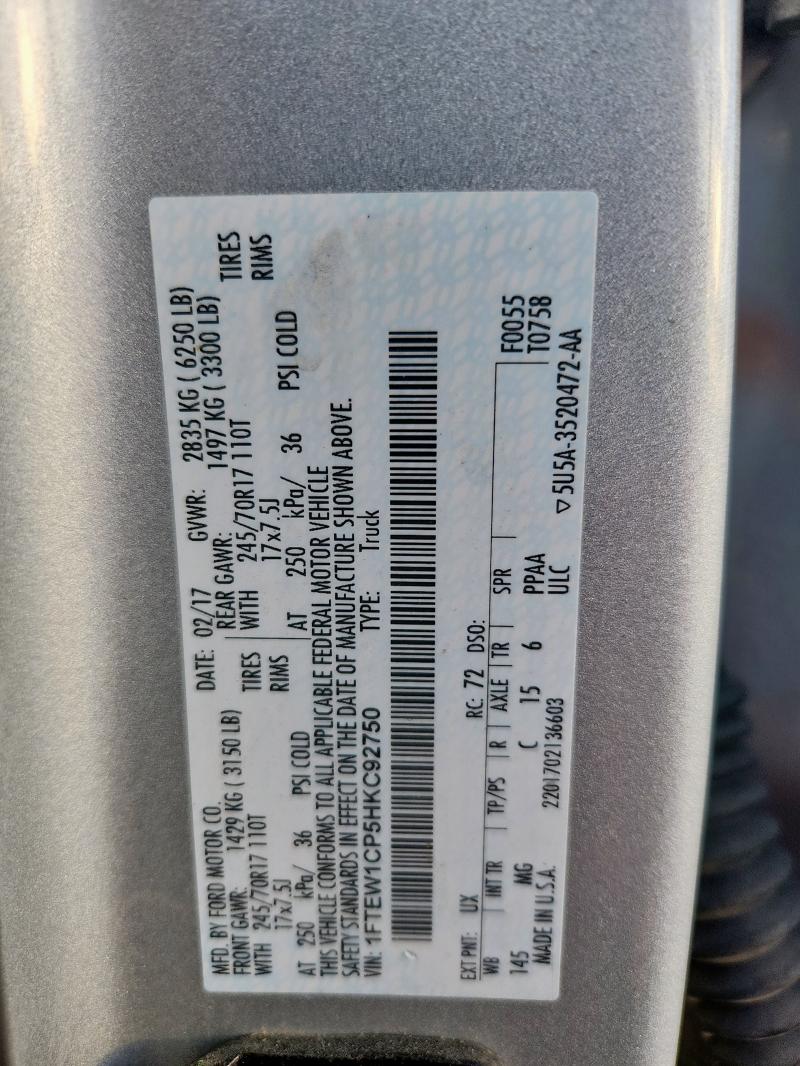 MFD. BY FORD MOTOR CO.
DATE: 02/17 GVWR: 2835 KG ( 6250 LB)
FRONT GAWR: 1429 KG ( 3150 LB) REAR GAWR: 1497 KG ( 3300 LB)
WITH 245/70R17 110T TIRES WITH 245/70R17 110T TIRES
17x7.5J RIMS 17x7.5J RIMS
AT 250 kPa/ 36 PSI COLD AT 250 kPa/ 36 PSI COLD
THIS VEHICLE CONFORMS TO ALL APPLICABLE FEDERAL MOTOR VEHICLE
SAFETY STANDARDS IN EFFECT ON THE DATE OF MANUFACTURE SHOWN ABOVE.
VIN: 1FTEW1CP5HKC92750 TYPE: Truck
EXT PNT: UX RC: 72 DSO:
WB INT TR TP/PS R AXLE TR SPR F0055
T0758
145 MG C 15 6 PPAA
ULC
MADE IN U.S.A. 2201702136603 ▽5U5A-3520472-AA